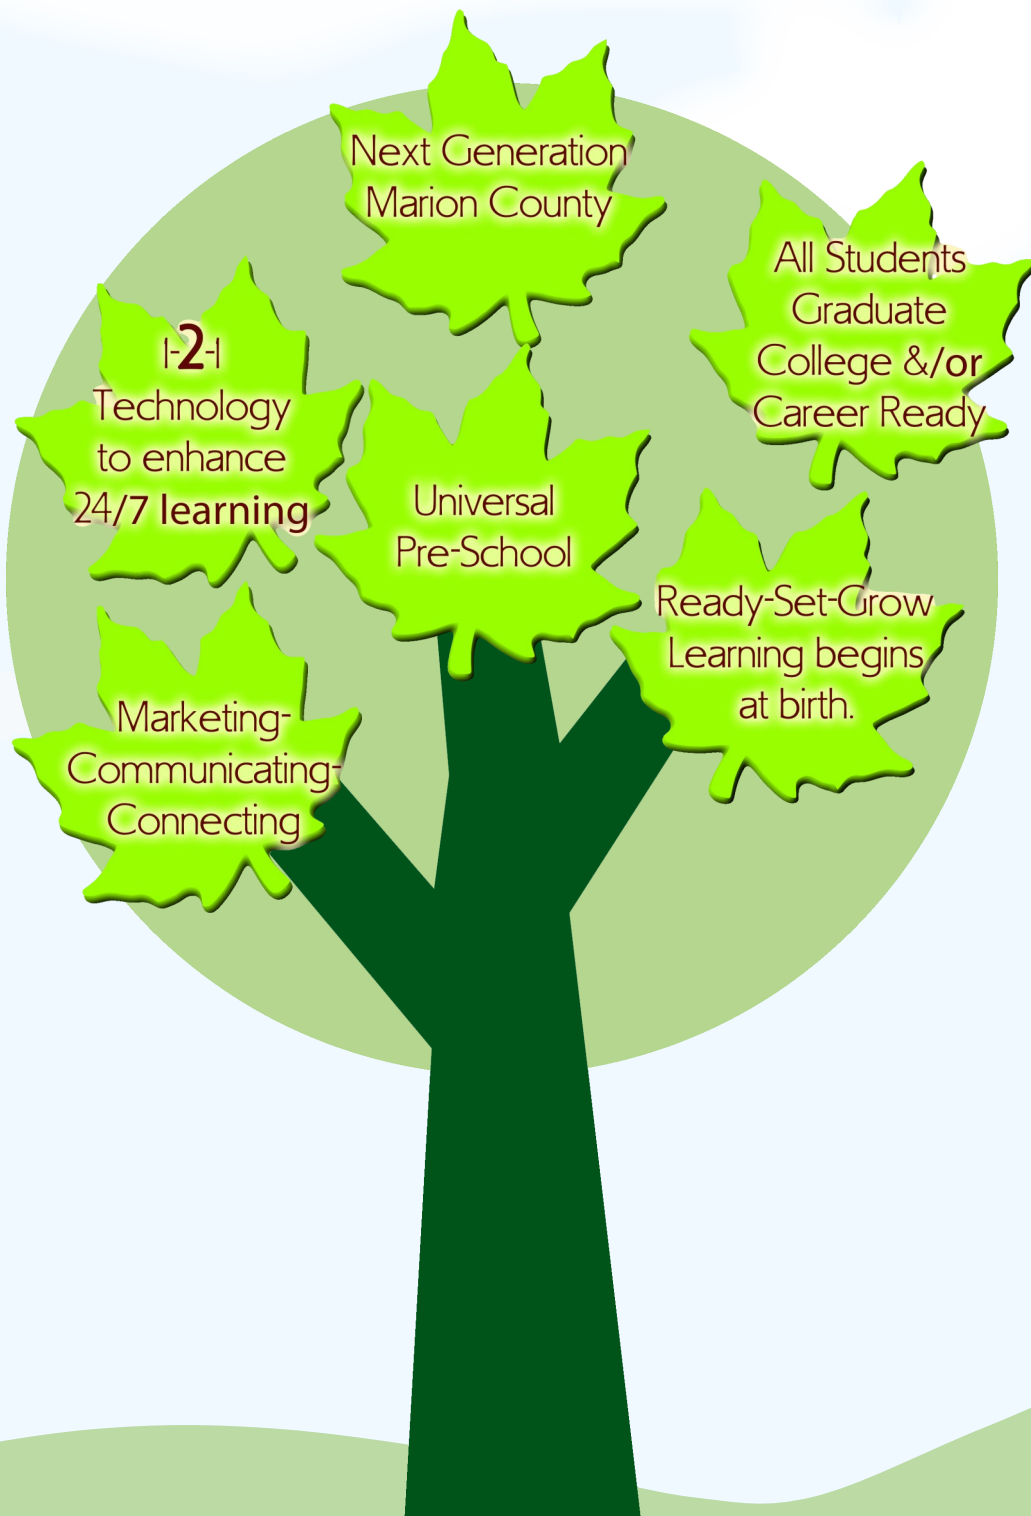 Next Generation
Marion County
All Students
Graduate
College &/or
Career Ready
1-2-1
Technology
to enhance
24/7 learning
Universal
Pre-School
Ready-Set-Grow
Learning begins
at birth.
Marketing-
Communicating-
Connecting